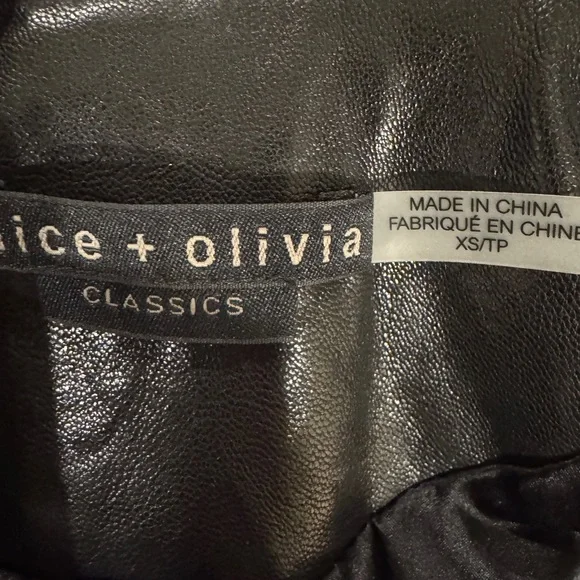 lice + olivia
CLASSICS
MADE IN CHINA
FABRIQUÉ EN CHINE
XS/TP